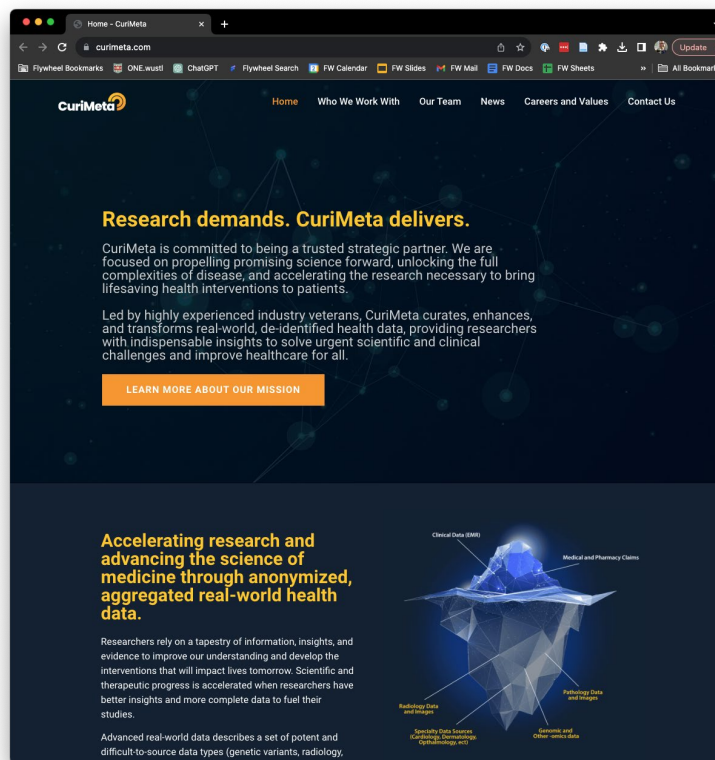 Home - CuriMeta
curimeta.com
Update
Flywheel Bookmarks ONE.wustl ChatGPT Flywheel Search FW Calendar FW Slides FW Mail FW Docs FW Sheets » All Bookmark
CuriMeta
Home Who We Work With Our Team News Careers and Values Contact Us
Research demands. CuriMeta delivers.
CuriMeta is committed to being a trusted strategic partner. We are
focused on propelling promising science forward, unlocking the full
complexities of disease, and accelerating the research necessary to bring
lifesaving health interventions to patients.
Led by highly experienced industry veterans, CuriMeta curates, enhances,
and transforms real-world, de-identified health data, providing researchers
with indispensable insights to solve urgent scientific and clinical
challenges and improve healthcare for all.
LEARN MORE ABOUT OUR MISSION
Accelerating research and
advancing the science of
medicine through anonymized,
aggregated real-world health
data.
Researchers rely on a tapestry of information, insights, and
evidence to improve our understanding and develop the
interventions that will impact lives tomorrow. Scientific and
therapeutic progress is accelerated when researchers have
better insights and more complete data to fuel their
studies.
Advanced real-world data describes a set of potent and
difficult-to-source data types (genetic variants, radiology,
Clinical Data (EMR)
Medical and Pharmacy Claims
Radiology Data
and Images
Pathology Data
and Images
Specialty Data Sources
(Cardiology, Dermatology,
Opthalmology, ect)
Genomic and
Other -omics data